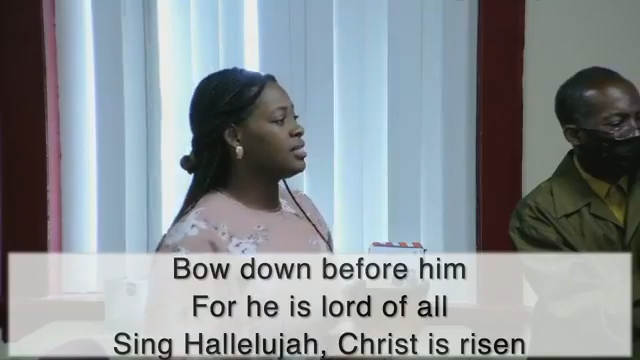 Bow down before him
For he is lord of all
Sing Hallelujah, Christ is risen